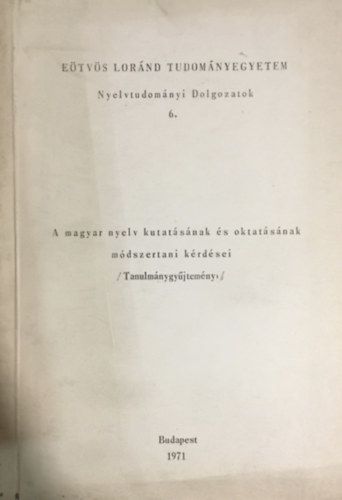 EÖTVÖS LORÁND TUDOMÁNYEGYETEM
Nyelvtudományi Dolgozatok
6.
A magyar nyelv kutatásának és oktatásának
módszertani kérdései
/Tanulmánygyűjtemény/
Budapest
1971